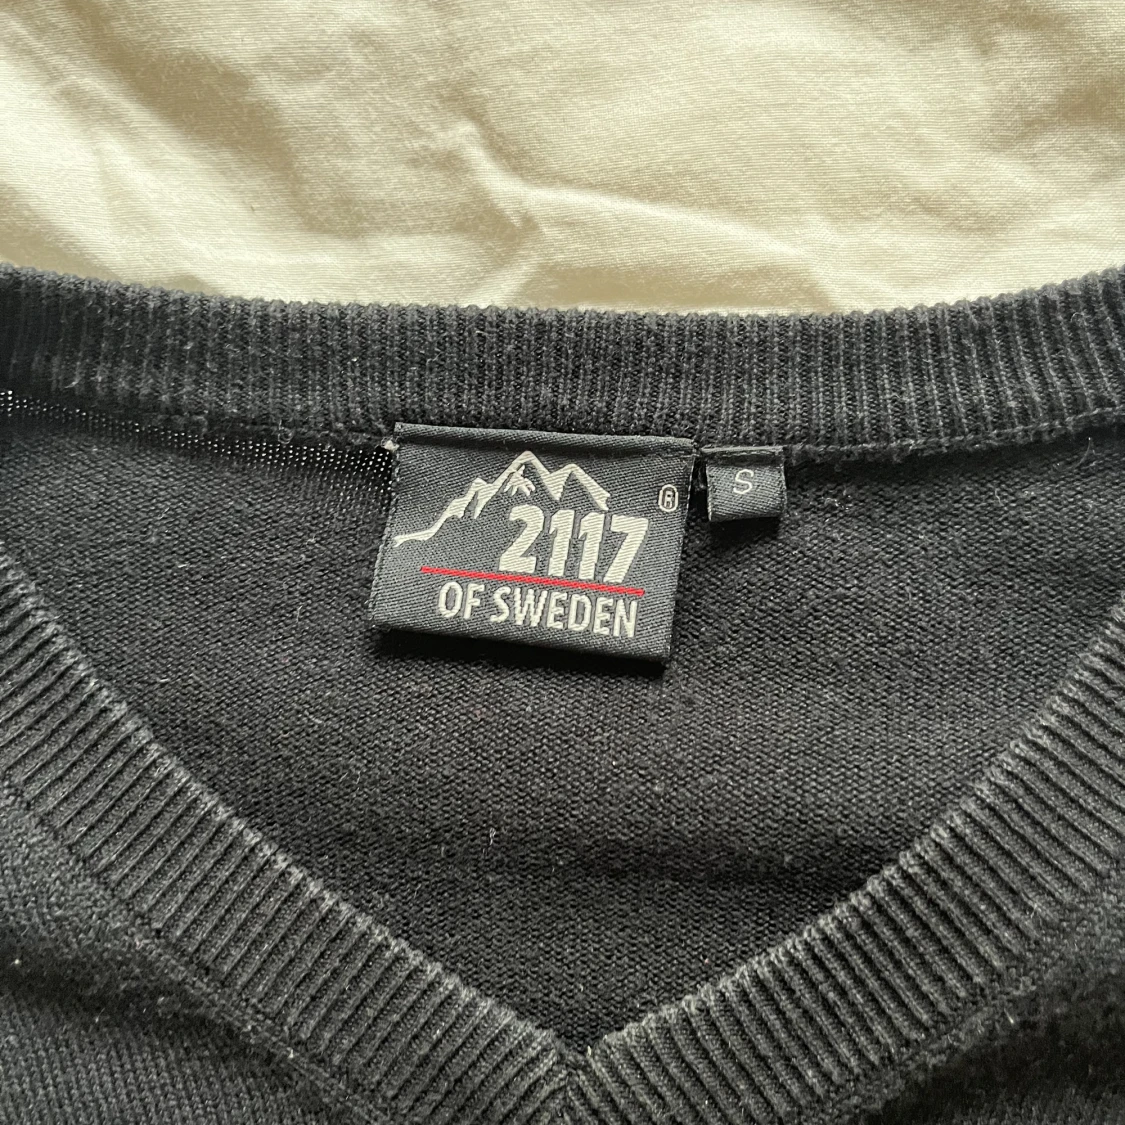 ®
2117
OF SWEDEN
S